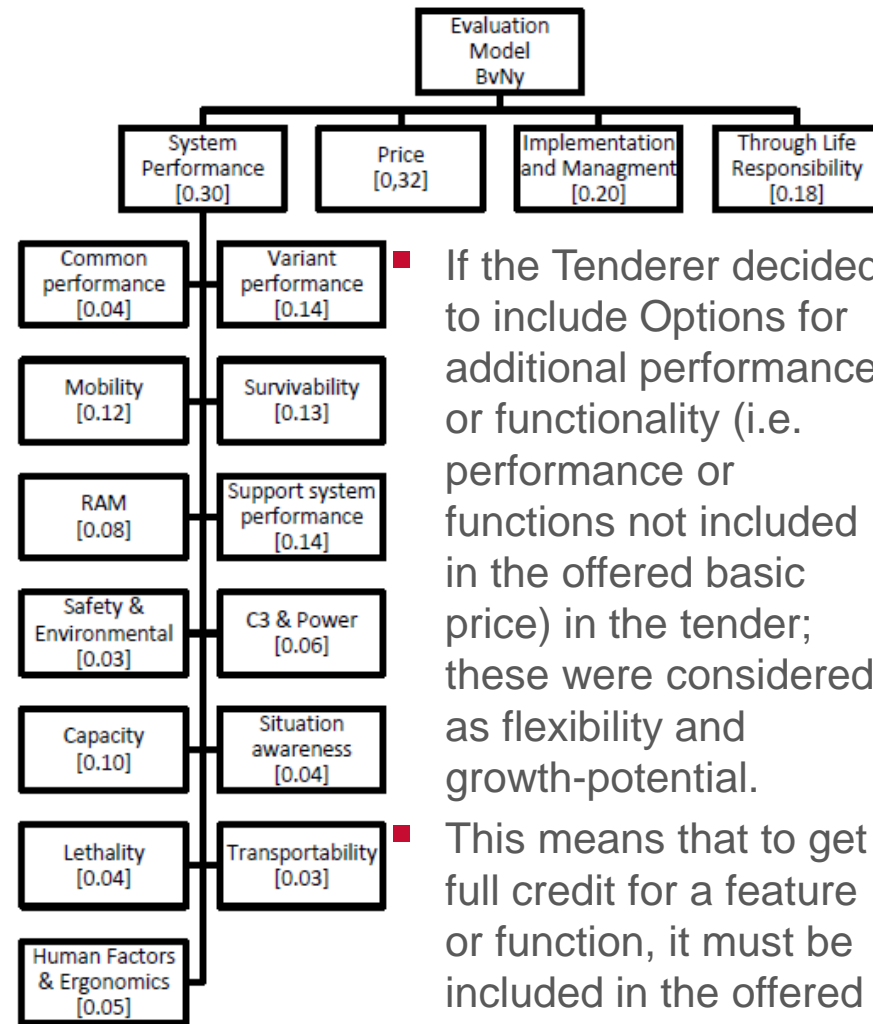 Evaluation
Model
BvNy
System
Performance
[0.30]
Price
[0,32]
Implementation
and Managment
[0.20]
Through Life
Responsibility
[0.18]
Common
performance
[0.04]
Variant
performance
[0.14]
Mobility
[0.12]
Survivability
[0.13]
RAM
[0.08]
Support system
performance
[0.14]
Safety &
Environmental
[0.03]
C3 & Power
[0.06]
Capacity
[0.10]
Situation
awareness
[0.04]
Lethality
[0.04]
Transportability
[0.03]
Human Factors
& Ergonomics
[0.05]
If the Tenderer decided
to include Options for
additional performance
or functionality (i.e.
performance or
functions not included
in the offered basic
price) in the tender;
these were considered
as flexibility and
growth-potential.
This means that to get
full credit for a feature
or function, it must be
included in the offered